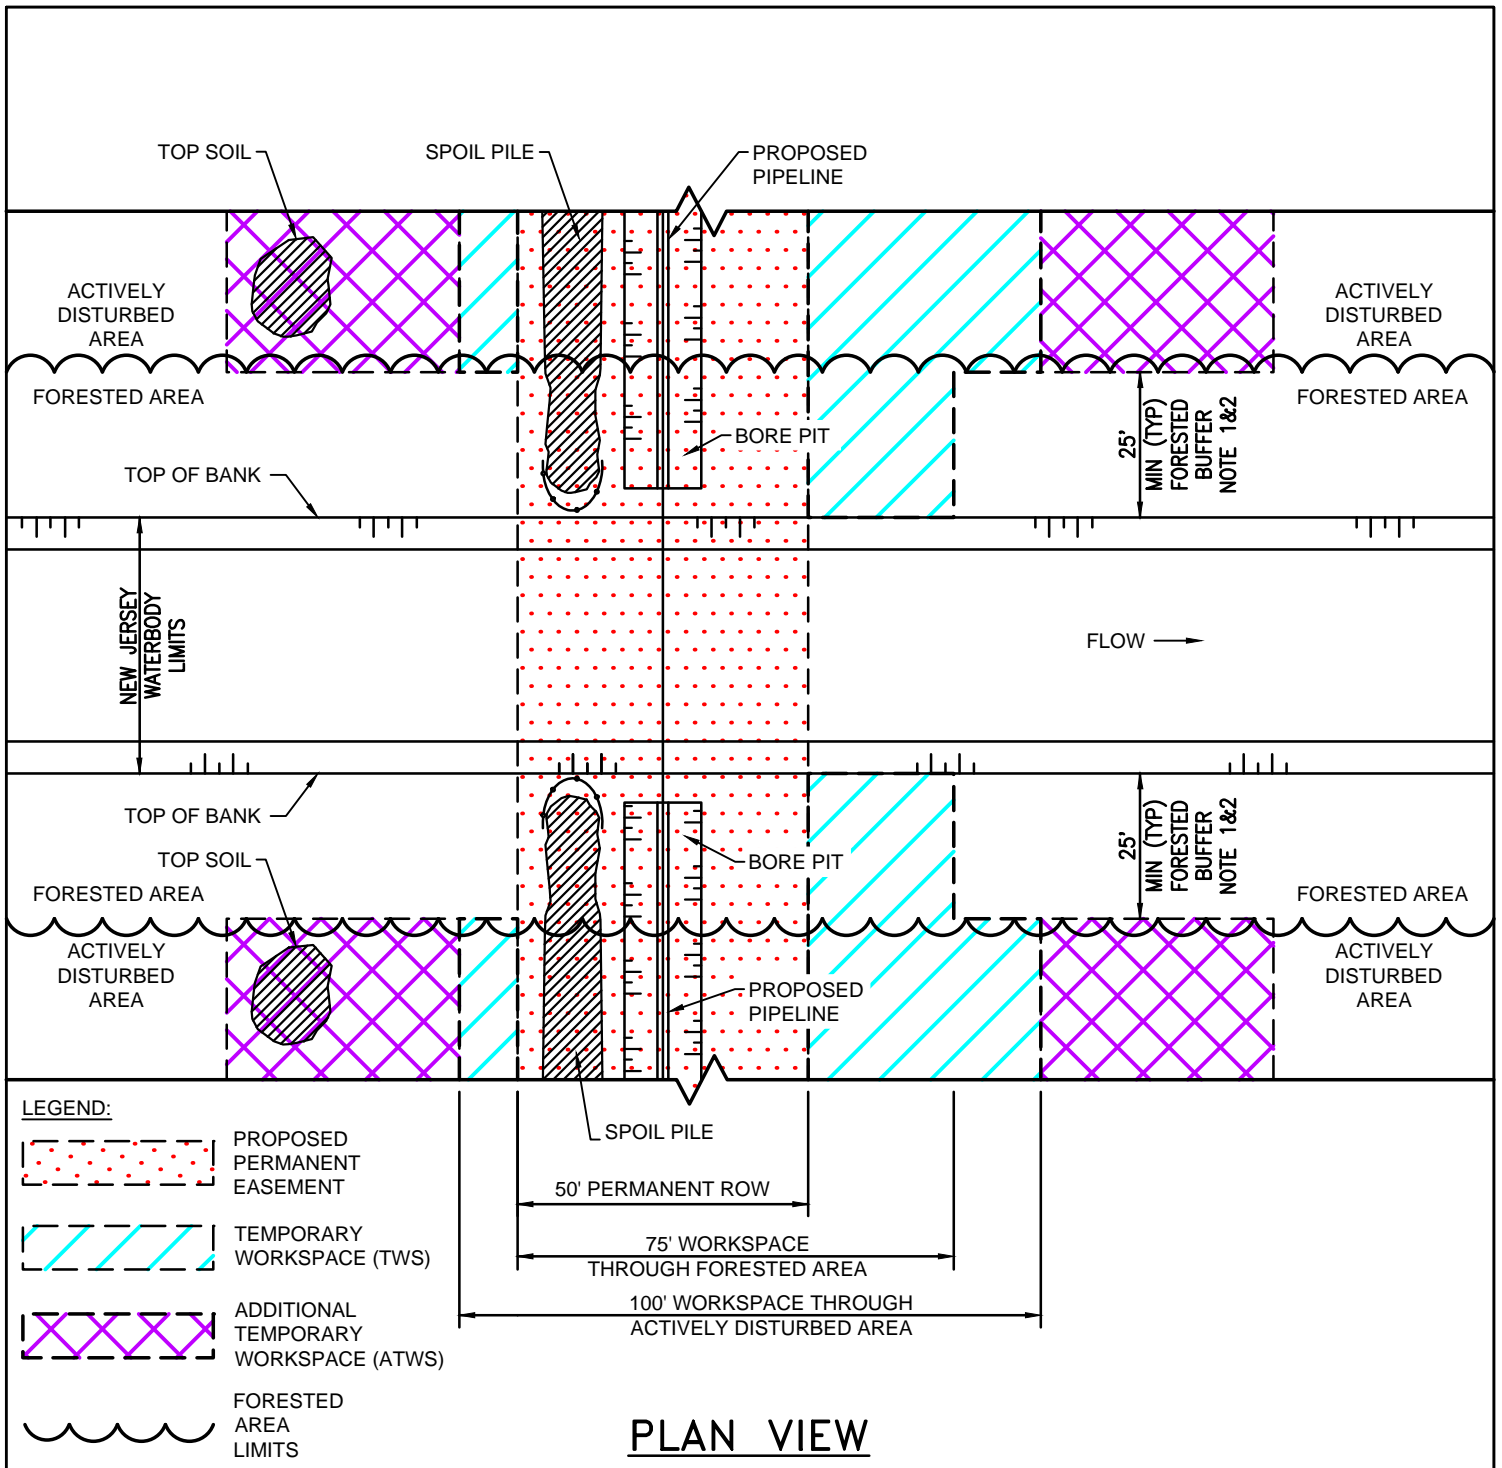 TOP SOIL
SPOIL PILE
PROPOSED
PIPELINE
ACTIVELY
DISTURBED
AREA
ACTIVELY
DISTURBED
AREA
FORESTED AREA
FORESTED AREA
BORE PIT
25'
MIN (TYP)
FORESTED
BUFFER
NOTE 1&2
TOP OF BANK
NEW JERSEY
WATERBODY
LIMITS
FLOW
TOP OF BANK
TOP SOIL
BORE PIT
25'
MIN (TYP)
FORESTED
BUFFER
NOTE 1&2
FORESTED AREA
FORESTED AREA
ACTIVELY
DISTURBED
AREA
PROPOSED
PIPELINE
ACTIVELY
DISTURBED
AREA
SPOIL PILE
LEGEND:
PROPOSED
PERMANENT
EASEMENT
TEMPORARY
WORKSPACE (TWS)
ADDITIONAL
TEMPORARY
WORKSPACE (ATWS)
FORESTED
AREA
LIMITS
50' PERMANENT ROW
75' WORKSPACE
THROUGH FORESTED AREA
100' WORKSPACE THROUGH
ACTIVELY DISTURBED AREA
PLAN VIEW